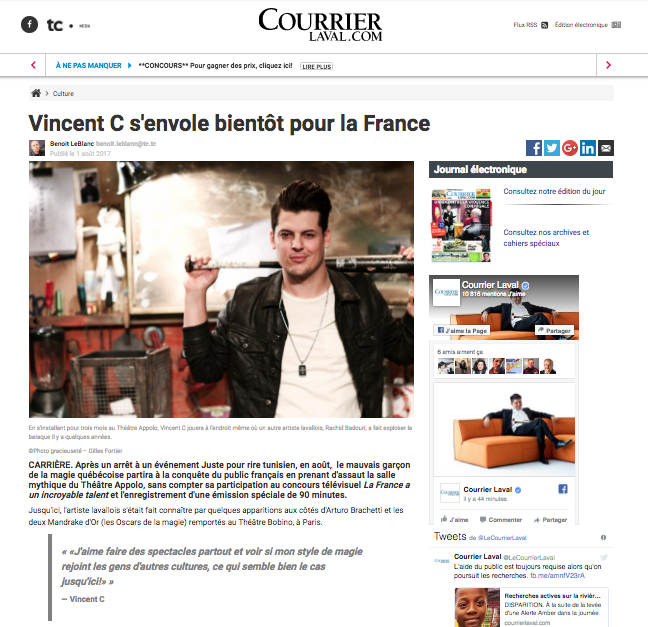 tc • MEDIA
COURRIER
LAVAL.COM
Flux RSS
Édition électronique
À NE PAS MANQUER
**CONCOURS** Pour gagner des prix, cliquez ici!
LIRE PLUS
Culture
Vincent C s'envole bientôt pour la France
Benoit LeBlanc benoit.leblanc@tc.tc
Publié le 1 août 2017
En s'installant pour trois mois au Théâtre Appolo, Vincent C jouera à l'endroit même où un autre artiste lavallois, Rachid Badouri, a fait exploser la
baraque il y a quelques années.
©Photo gracieuseté – Gilles Fortier
CARRIÈRE. Après un arrêt à un événement Juste pour rire tunisien, en août, le mauvais garçon
de la magie québécoise partira à la conquête du public français en prenant d'assaut la salle
mythique du Théâtre Appolo, sans compter sa participation au concours télévisuel La France a
un incroyable talent et l'enregistrement d'une émission spéciale de 90 minutes.
Jusqu'ici, l'artiste lavallois s'était fait connaître par quelques apparitions aux côtés d'Arturo Brachetti et les
deux Mandrake d'Or (les Oscars de la magie) remportés au Théâtre Bobino, à Paris.
« «J'aime faire des spectacles partout et voir si mon style de magie
rejoint les gens d'autres cultures, ce qui semble bien le cas
jusqu'ici!» »
— Vincent C
Journal électronique
COURRIER
Consultez notre édition du jour
Consultez nos archives et
cahiers spéciaux
COURRIER
Courrier Laval
10 816 mentions J'aime
J'aime la Page
Partager
6 amis aiment ça
COURRIER
Courrier Laval
il y a 44 minutes
J'aime
Commenter
Partager
Tweets de @LeCourrierLaval
Courrier Laval @LeCourrierLaval
L'aide du public est toujours requise alors qu'on
poursuit les recherches. fb.me/amnfV23rA
Recherches actives sur la rivièr...
DISPARITION. À la suite de la levée
d'une Alerte Amber dans la journée
courrierlaval.com